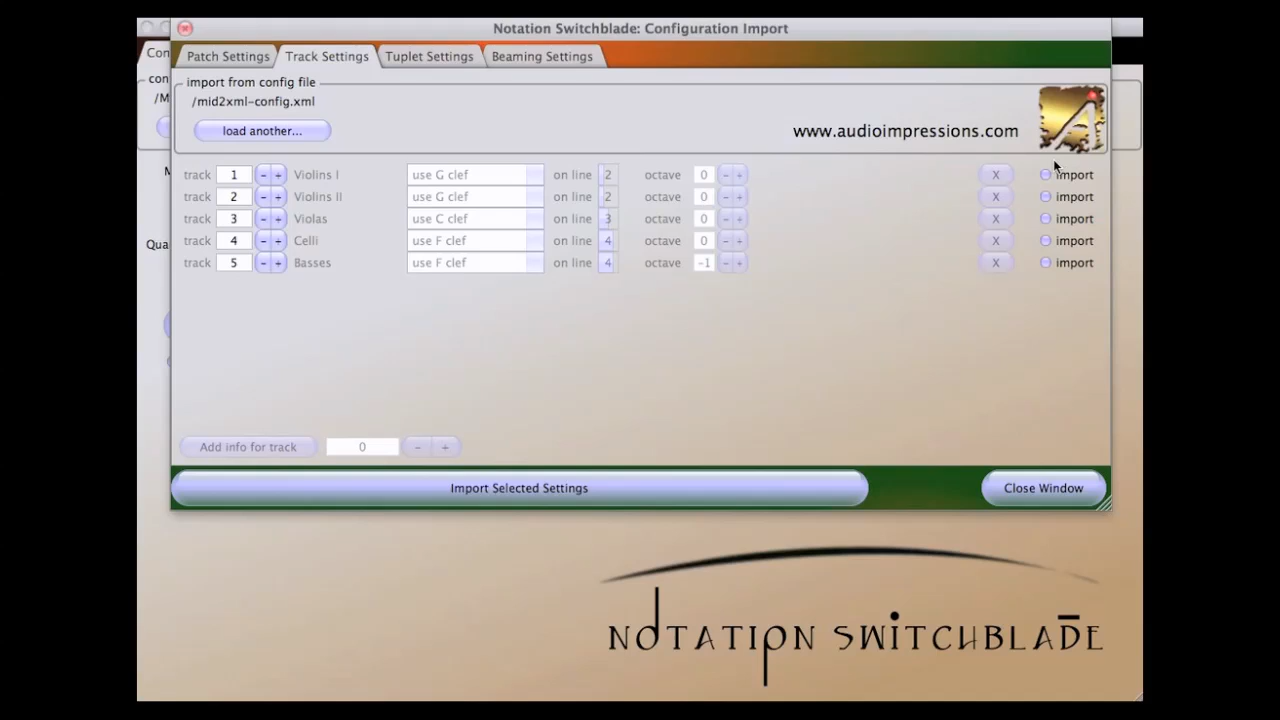 Notation Switchblade: Configuration Import
Con
Patch Settings Track Settings Tuplet Settings Beaming Settings
con
import from config file
/M
/mid2xml-config.xml
load another...
www.audioimpressions.com
M
track 1 - + Violins I use G clef on line 2 octave 0 - + X import
track 2 - + Violins II use G clef on line 2 octave 0 - + X import
track 3 - + Violas use C clef on line 3 octave 0 - + X import
Qua
track 4 - + Celli use F clef on line 4 octave 0 - + X import
track 5 - + Basses use F clef on line 4 octave -1 - + X import
Add info for track 0 - +
Import Selected Settings Close Window
NOTATION SWITCHBLADE